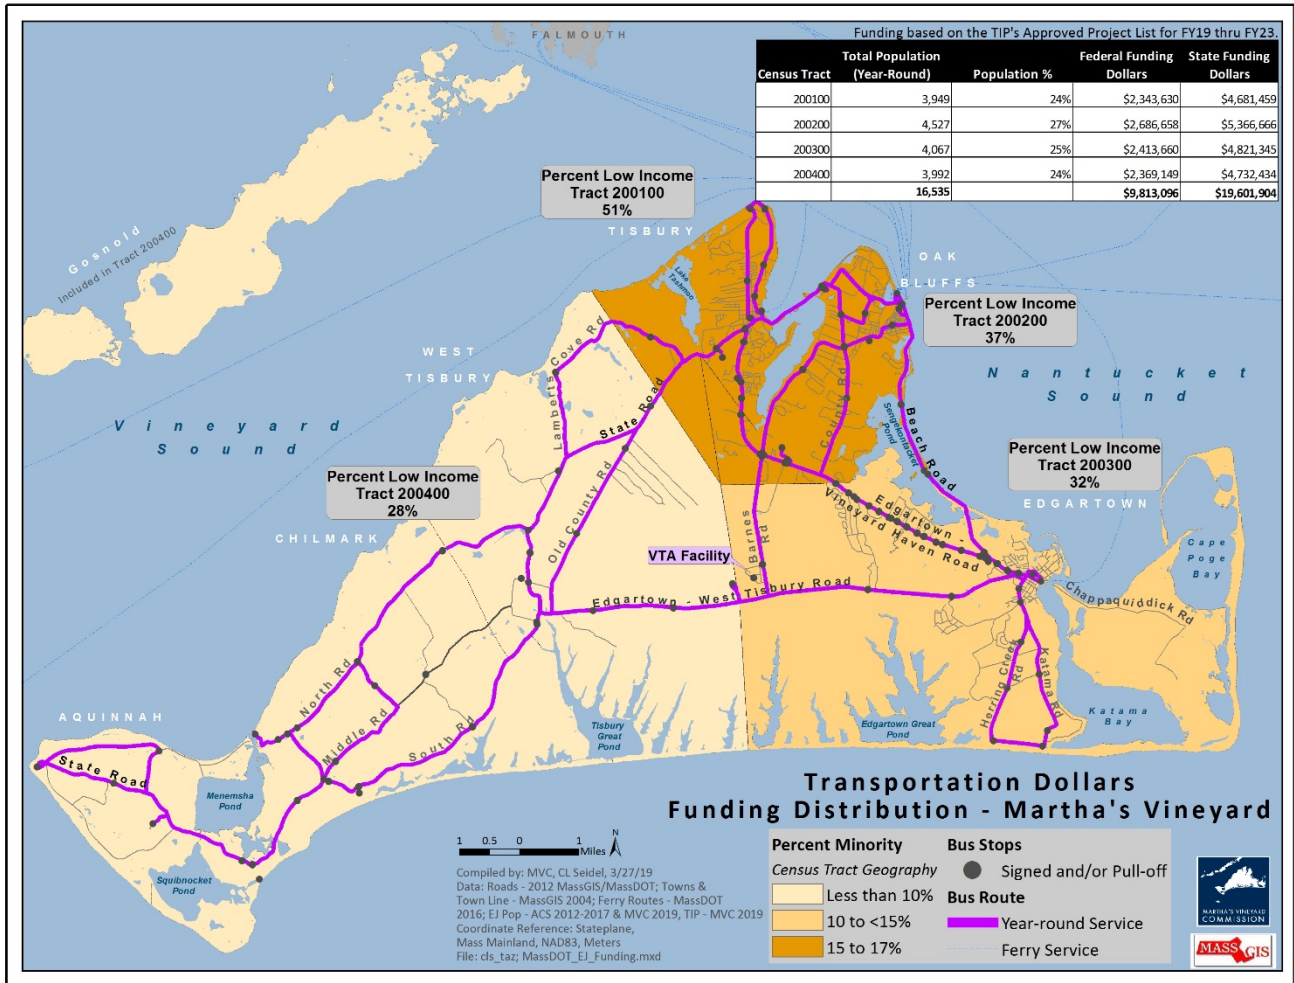 FALMOUTH
Funding based on the TIP's Approved Project List for FY19 thru FY23.
Census Tract Total Population (Year-Round) Population % Federal Funding Dollars State Funding Dollars
200100 3,949 24% $2,343,630 $4,681,459
200200 4,527 27% $2,686,658 $5,366,666
200300 4,067 25% $2,413,660 $4,821,345
200400 3,992 24% $2,369,149 $4,732,434
16,535 $9,813,096 $19,601,904
Percent Low Income
Tract 200100
51%
TISBURY
Gosnold
Included in Tract 200400
Lake
Tashmoo
OAK
BLUFFS
Percent Low Income
Tract 200200
37%
WEST
TISBURY
Lamberts Cove Rd
State Road
County Rd
Nantucket
Sound
Vineyard
Sound
Sengekontacket
Pond
Beach Road
Percent Low Income
Tract 200300
32%
EDGARTOWN
Percent Low Income
Tract 200400
28%
CHILMARK
Old County Rd
Barnes
Rd
Edgartown -
Vineyard Haven Road
VTA Facility
Cape
Poge
Bay
Edgartown - West Tisbury Road
Chappaquiddick Rd
North Rd
Middle Rd
South Rd
Herring Creek
Rd
Katama Rd
Katama
Bay
AQUINNAH
State Road
Tisbury
Great
Pond
Edgartown Great
Pond
Menemsha
Pond
Squibnocket
Pond
Transportation Dollars
Funding Distribution - Martha's Vineyard
1 0.5 0 1
Miles
N
Compiled by: MVC, CL Seidel, 3/27/19
Data: Roads - 2012 MassGIS/MassDOT; Towns &
Town Line - MassGIS 2004; Ferry Routes - MassDOT
2016; EJ Pop - ACS 2012-2017 & MVC 2019, TIP - MVC 2019
Coordinate Reference: Stateplane,
Mass Mainland, NAD83, Meters
File: cls_taz; MassDOT_EJ_Funding.mxd
Percent Minority
Census Tract Geography
Less than 10%
10 to <15%
15 to 17%
Bus Stops
Signed and/or Pull-off
Bus Route
Year-round Service
Ferry Service
MARTHA'S VINEYARD
COMMISSION
MASSGIS